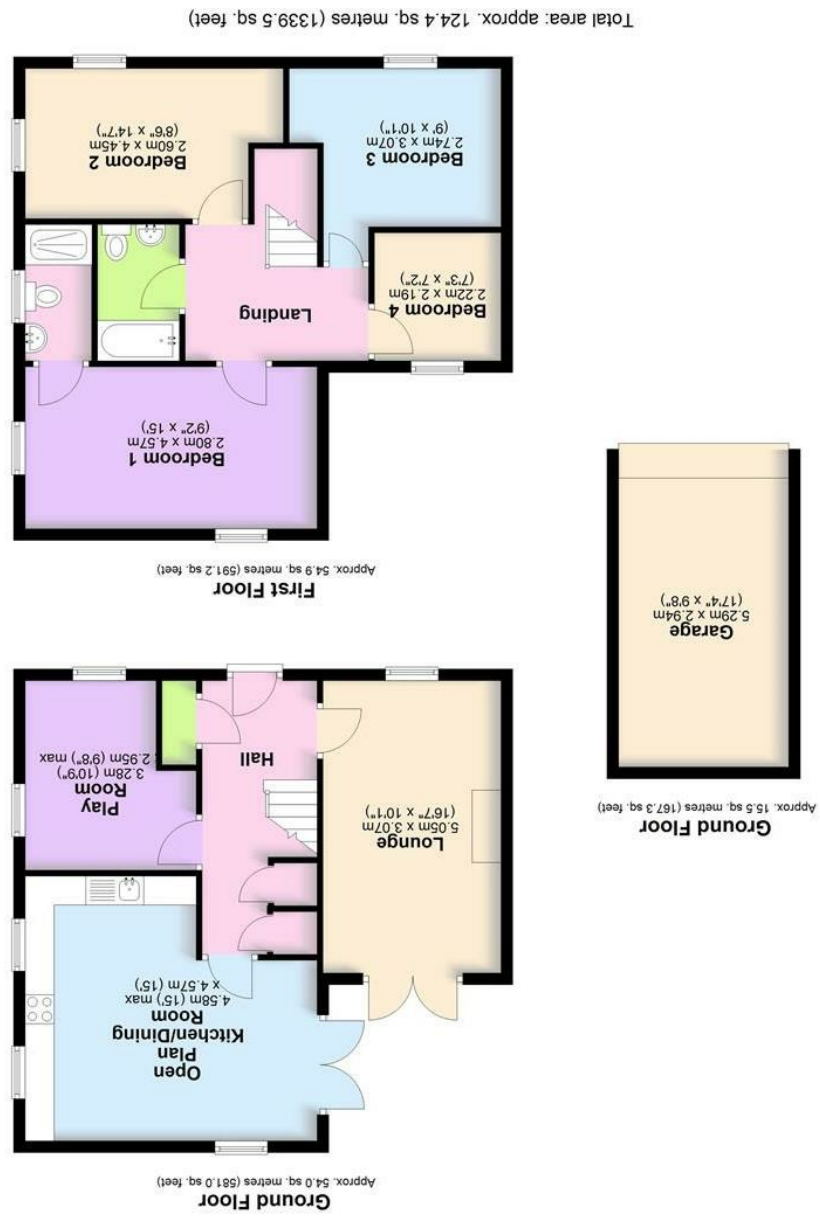 Ground Floor
Approx. 54.0 sq. metres (581.0 sq. feet)
Open
Plan
Kitchen/Dining
Room
4.58m (15') max
x 4.57m (15')
Lounge
5.05m x 3.07m
(16'7" x 10'1")
Play
Room
3.28m (10'9")
2.95m (9'8") max
Hall
Ground Floor
Approx. 15.5 sq. metres (167.3 sq. feet)
Garage
5.29m x 2.94m
(17'4" x 9'8")
First Floor
Approx. 54.9 sq. metres (591.2 sq. feet)
Bedroom 1
2.80m x 4.57m
(9'2" x 15')
Landing
Bedroom 4
2.22m x 2.19m
(7'3" x 7'2")
Bedroom 3
2.74m x 3.07m
(9' x 10'1")
Bedroom 2
2.60m x 4.45m
(8'6" x 14'7")
Total area: approx. 124.4 sq. metres (1339.5 sq. feet)